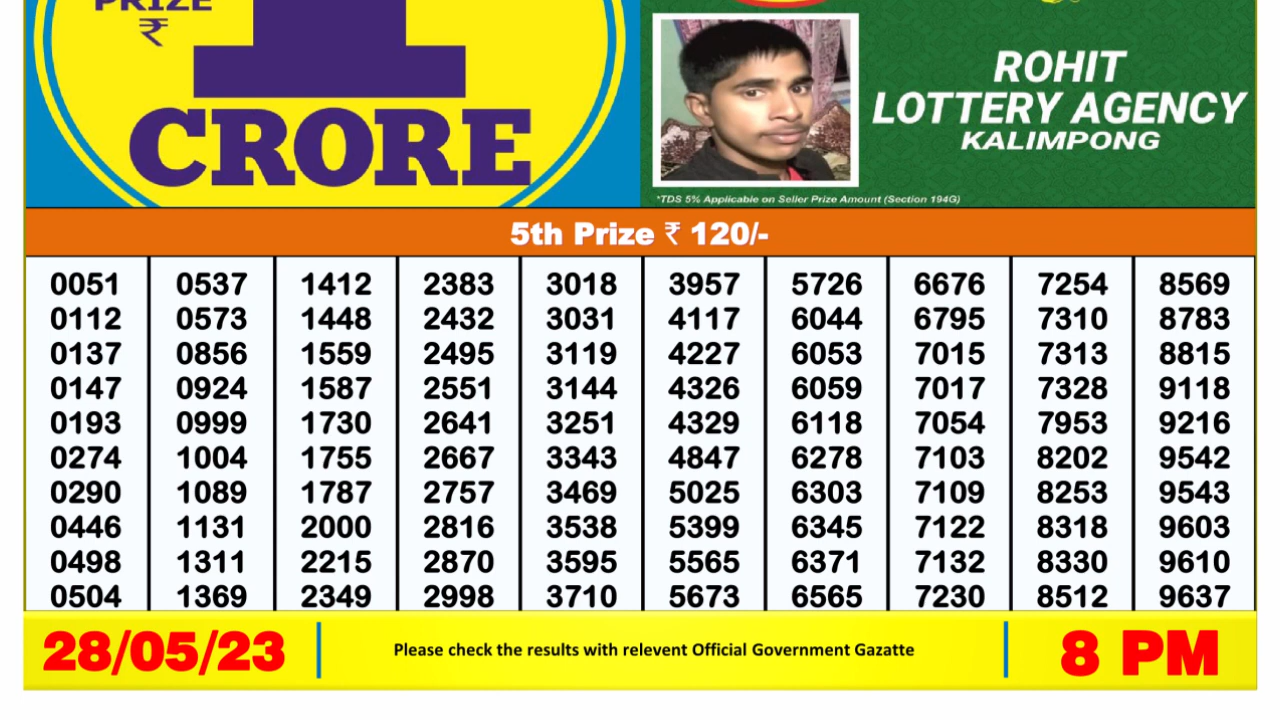 PRIZE
₹
1
CRORE
ROHIT
LOTTERY AGENCY
KALIMPONG
*TDS 5% Applicable on Seller Prize Amount (Section 194G)
5th Prize ₹ 120/-
0051 0537 1412 2383 3018 3957 5726 6676 7254 8569
0112 0573 1448 2432 3031 4117 6044 6795 7310 8783
0137 0856 1559 2495 3119 4227 6053 7015 7313 8815
0147 0924 1587 2551 3144 4326 6059 7017 7328 9118
0193 0999 1730 2641 3251 4329 6118 7054 7953 9216
0274 1004 1755 2667 3343 4847 6278 7103 8202 9542
0290 1089 1787 2757 3469 5025 6303 7109 8253 9543
0446 1131 2000 2816 3538 5399 6345 7122 8318 9603
0498 1311 2215 2870 3595 5565 6371 7132 8330 9610
0504 1369 2349 2998 3710 5673 6565 7230 8512 9637
28/05/23 Please check the results with relevent Official Government Gazatte 8 PM